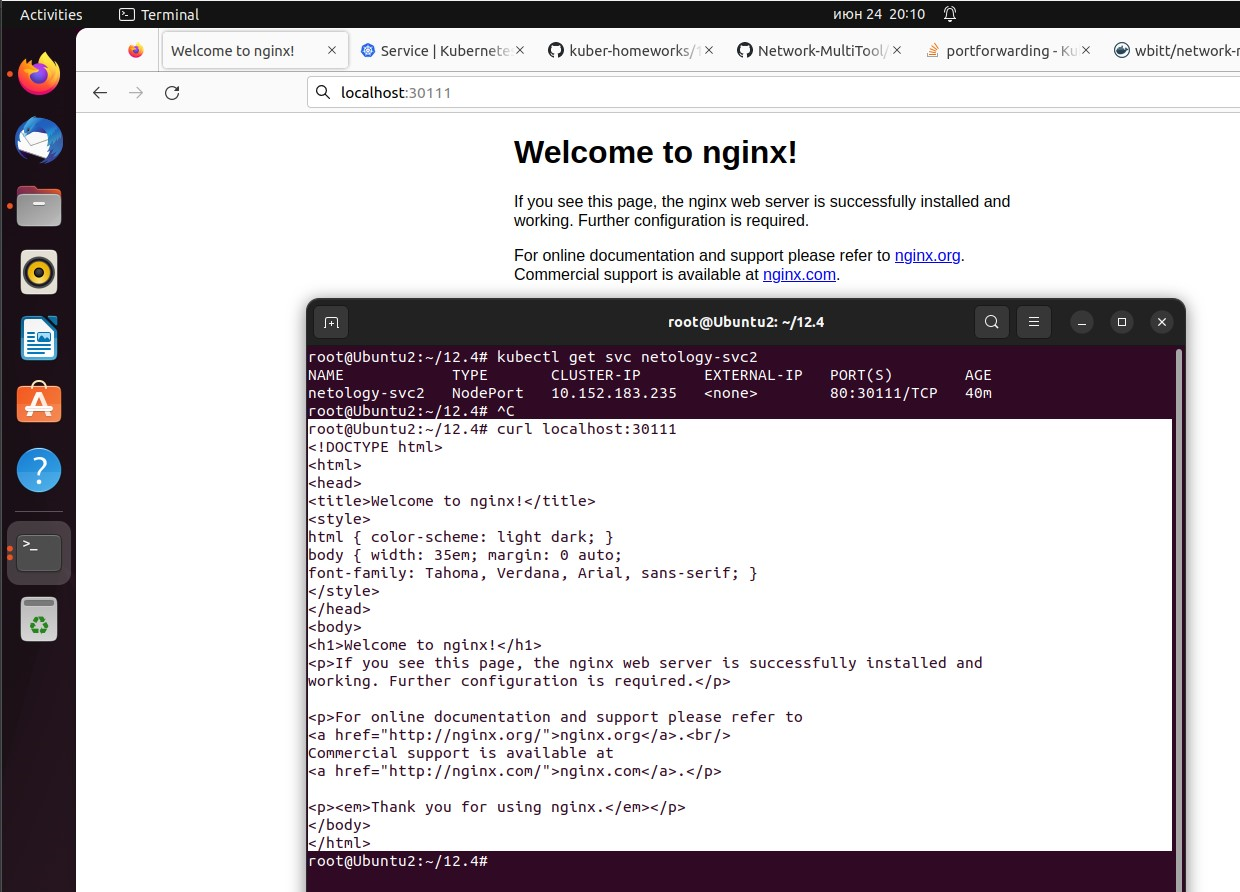 Activities
Terminal
июн 24 20:10
Welcome to nginx!
Service | Kubernete
kuber-homeworks/1
Network-MultiTool/
portforwarding - Ku
wbitt/network-m
localhost:30111
Welcome to nginx!
If you see this page, the nginx web server is successfully installed and
working. Further configuration is required.
For online documentation and support please refer to nginx.org.
Commercial support is available at nginx.com.
root@Ubuntu2: ~/12.4
root@Ubuntu2:~/12.4# kubectl get svc netology-svc2
NAME TYPE CLUSTER-IP EXTERNAL-IP PORT(S) AGE
netology-svc2 NodePort 10.152.183.235 <none> 80:30111/TCP 40m
root@Ubuntu2:~/12.4# ^C
root@Ubuntu2:~/12.4# curl localhost:30111
<!DOCTYPE html>
<html>
<head>
<title>Welcome to nginx!</title>
<style>
html { color-scheme: light dark; }
body { width: 35em; margin: 0 auto;
font-family: Tahoma, Verdana, Arial, sans-serif; }
</style>
</head>
<body>
<h1>Welcome to nginx!</h1>
<p>If you see this page, the nginx web server is successfully installed and
working. Further configuration is required.</p>
<p>For online documentation and support please refer to
<a href="http://nginx.org/">nginx.org</a>.<br/>
Commercial support is available at
<a href="http://nginx.com/">nginx.com</a>.</p>
<p><em>Thank you for using nginx.</em></p>
</body>
</html>
root@Ubuntu2:~/12.4#